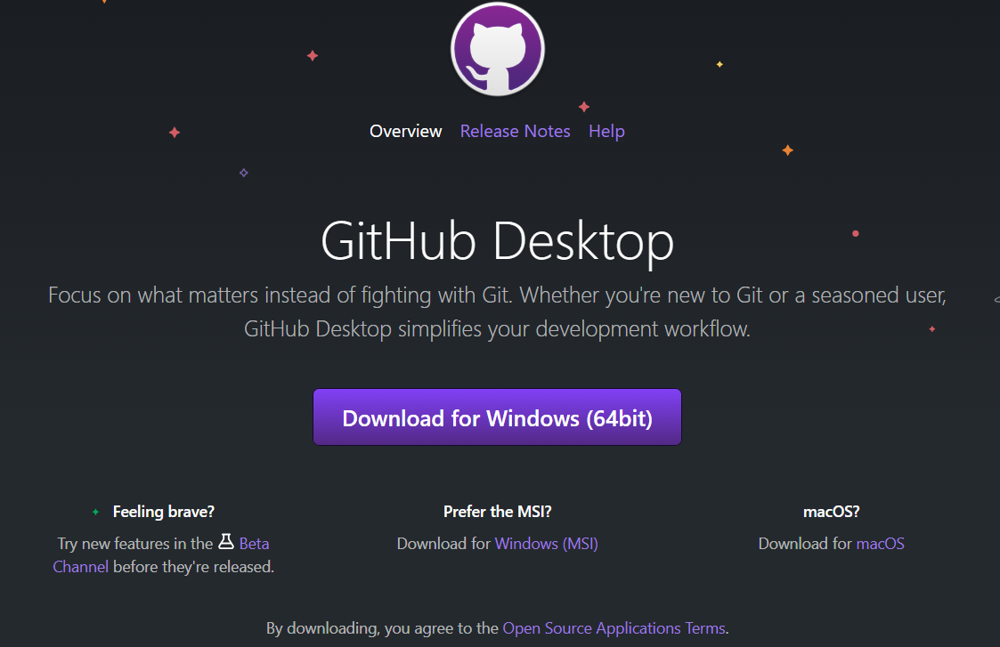 Overview Release Notes Help
GitHub Desktop
Focus on what matters instead of fighting with Git. Whether you're new to Git or a seasoned user,
GitHub Desktop simplifies your development workflow.
Download for Windows (64bit)
Feeling brave?
Try new features in the Beta
Channel before they're released.
Prefer the MSI?
Download for Windows (MSI)
macOS?
Download for macOS
By downloading, you agree to the Open Source Applications Terms.